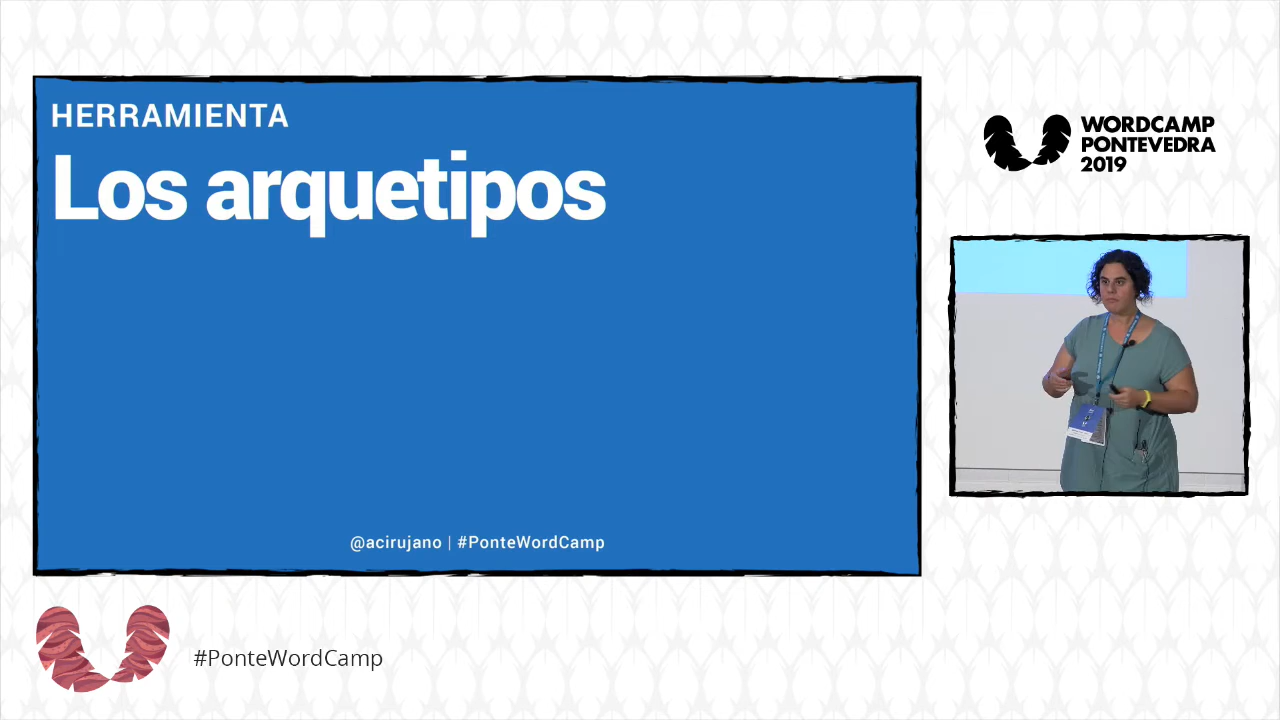 HERRAMIENTA
Los arquetipos
@acirujano | #PonteWordCamp
WORDCAMP
PONTEVEDRA
2019
#PonteWordCamp